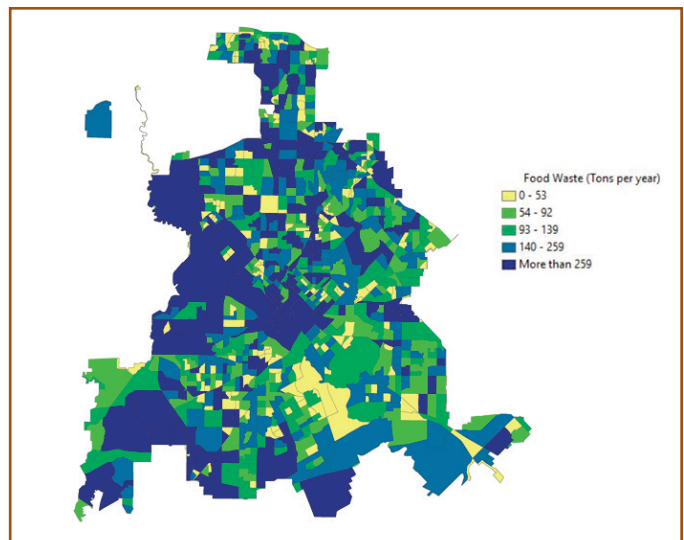 Food Waste (Tons per year)
0 - 53
54 - 92
93 - 139
140 - 259
More than 259